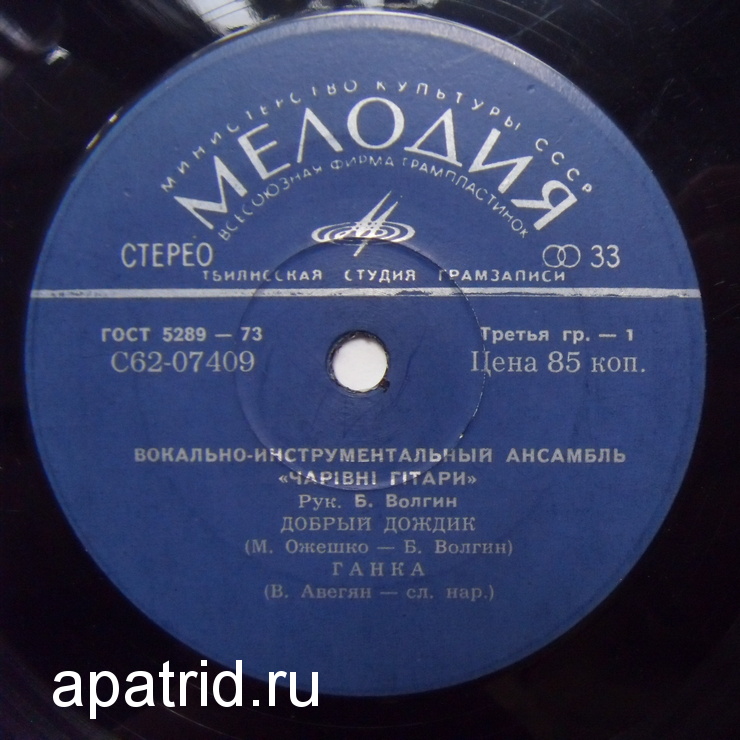 МИНИСТЕРСТВО КУЛЬТУРЫ СССР
МЕЛОДИЯ
ВСЕСОЮЗНАЯ ФИРМА ГРАМПЛАСТИНОК
СТЕРЕО 33
ТБИЛИССКАЯ СТУДИЯ ГРАМЗАПИСИ
ГОСТ 5289 — 73 Третья гр. — 1
С62-07409 Цена 85 коп.
ВОКАЛЬНО-ИНСТРУМЕНТАЛЬНЫЙ АНСАМБЛЬ
«ЧАРІВНІ ГІТАРИ»
Рук. Б. Волгин
ДОБРЫЙ ДОЖДИК
(М. Ожешко — Б. Волгин)
ГАНКА
(В. Авегян — сл. нар.)
apatrid.ru